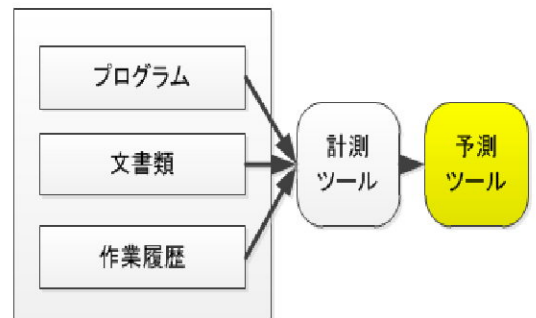 プログラム
文書類
作業履歴
計測
ツール
予測
ツール